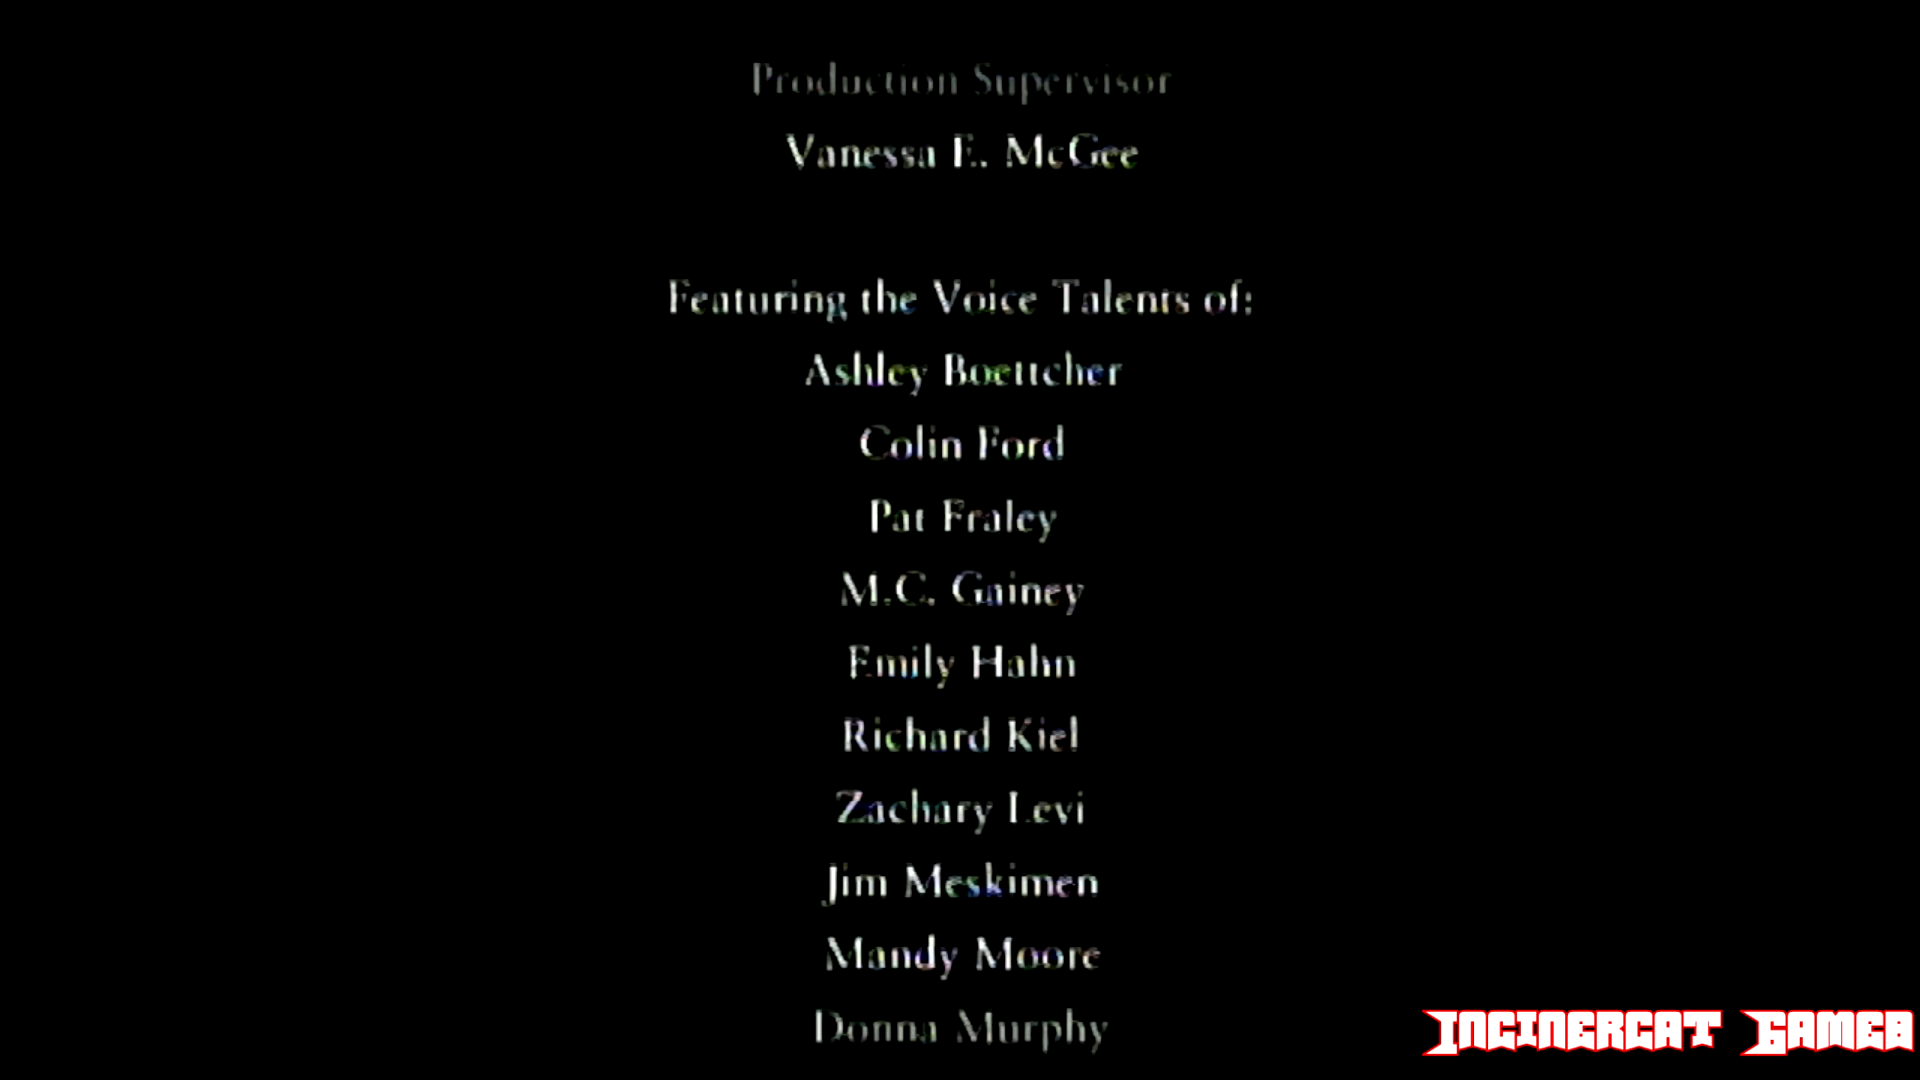 Production Supervisor
Vanessa E. McGee
Featuring the Voice Talents of:
Ashley Boettcher
Colin Ford
Pat Fraley
M.C. Gainey
Emily Hahn
Richard Kiel
Zachary Levi
Jim Meskimen
Mandy Moore
Donna Murphy
Incinercat Games